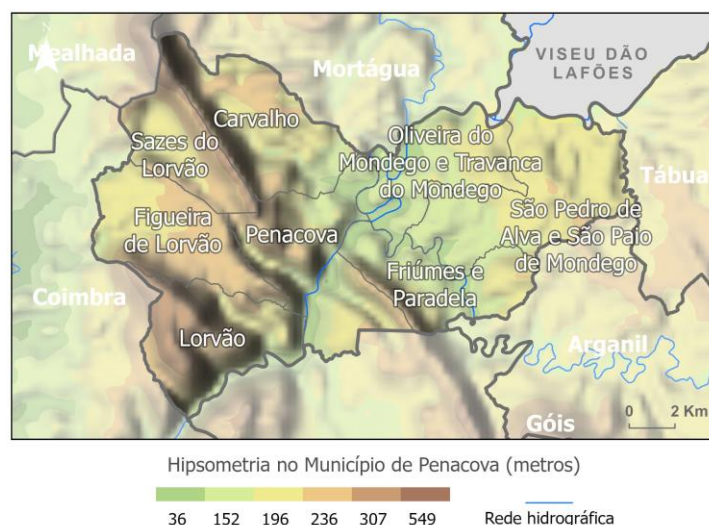 Mealhada
Mortágua
VISEU DÃO
LAFÕES
Carvalho
Sazes do
Lorvão
Oliveira do
Mondego e Travanca
do Mondego
Tábua
Figueira
de Lorvão
Penacova
São Pedro de
Alva e São Paio
de Mondego
Friúmes e
Paradela
Coimbra
Lorvão
Arganil
Góis
0 2 Km
Hipsometria no Município de Penacova (metros)
36 152 196 236 307 549 Rede hidrográfica